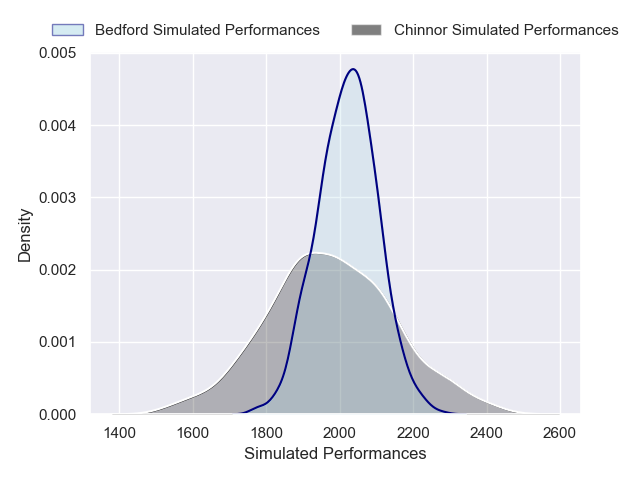 Bedford Simulated Performances Chinnor Simulated Performances
0.005
0.004
0.003
0.002
0.001
0.000
Density
1400 1600 1800 2000 2200 2400 2600
Simulated Performances